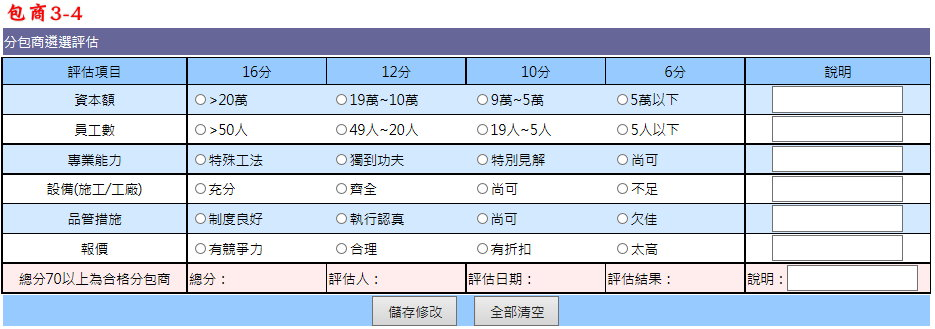 包商3-4
分包商遴選評估
評估項目 16分 12分 10分 6分 說明
資本額 >20萬 19萬~10萬 9萬~5萬 5萬以下
員工數 >50人 49人~20人 19人~5人 5人以下
專業能力 特殊工法 獨到功夫 特別見解 尚可
設備(施工/工廠) 充分 齊全 尚可 不足
品管措施 制度良好 執行認真 尚可 欠佳
報價 有競爭力 合理 有折扣 太高
總分70以上為合格分包商 總分： 評估人： 評估日期： 評估結果： 說明：
儲存修改 全部清空